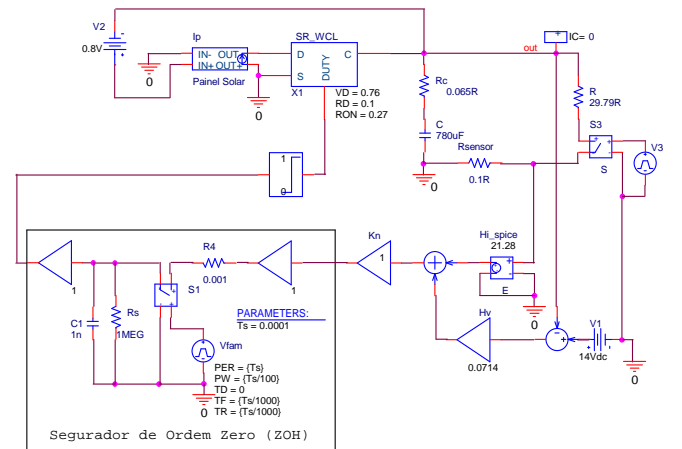 V2
0.8V
Ip
IN- OUT-
IN+OUT+
Painel Solar
0
0
SR_WCL
D
S
C
DUTY
X1
VD = 0.76
RD = 0.1
RON = 0.27
out
IC= 0
Rc
0.065R
C
780uF
Rsensor
0.1R
0
R
29.79R
S3
S
V3
1
0
Kn
1
Hi_spice
21.28
E
0
Hv
0.0714
V1
14Vdc
0
1
C1
1n
Rs
1MEG
S1
R4
0.001
1
PARAMETERS:
Ts = 0.0001
Vfam
PER = {Ts}
PW = {Ts/100}
TD = 0
TF = {Ts/1000}
TR = {Ts/1000}
0
Segurador de Ordem Zero (ZOH)